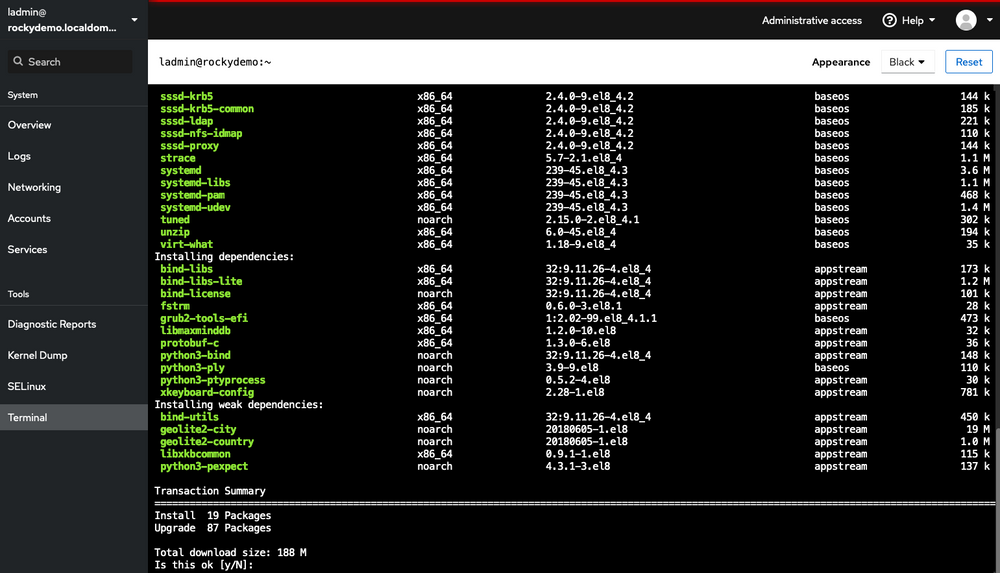 ladmin@
rockydemo.localdom...
Administrative access
Help
Search
ladmin@rockydemo:~
Appearance
Black
Reset
System
Overview
Logs
Networking
Accounts
Services
Tools
Diagnostic Reports
Kernel Dump
SELinux
Terminal
sssd-krb5 x86_64 2.4.0-9.el8_4.2 baseos 144 k
sssd-krb5-common x86_64 2.4.0-9.el8_4.2 baseos 185 k
sssd-ldap x86_64 2.4.0-9.el8_4.2 baseos 221 k
sssd-nfs-idmap x86_64 2.4.0-9.el8_4.2 baseos 110 k
sssd-proxy x86_64 2.4.0-9.el8_4.2 baseos 144 k
strace x86_64 5.7-2.1.el8_4 baseos 1.1 M
systemd x86_64 239-45.el8_4.3 baseos 3.6 M
systemd-libs x86_64 239-45.el8_4.3 baseos 1.1 M
systemd-pam x86_64 239-45.el8_4.3 baseos 468 k
systemd-udev x86_64 239-45.el8_4.3 baseos 1.4 M
tuned noarch 2.15.0-2.el8_4.1 baseos 302 k
unzip x86_64 6.0-45.el8_4 baseos 194 k
virt-what x86_64 1.18-9.el8_4 baseos 35 k
Installing dependencies:
bind-libs x86_64 32:9.11.26-4.el8_4 appstream 173 k
bind-libs-lite x86_64 32:9.11.26-4.el8_4 appstream 1.2 M
bind-license noarch 32:9.11.26-4.el8_4 appstream 101 k
fstrm x86_64 0.6.0-3.el8.1 appstream 28 k
grub2-tools-efi x86_64 1:2.02-99.el8_4.1.1 baseos 473 k
libmaxminddb x86_64 1.2.0-10.el8 appstream 32 k
protobuf-c x86_64 1.3.0-6.el8 appstream 36 k
python3-bind noarch 32:9.11.26-4.el8_4 appstream 148 k
python3-ply noarch 3.9-9.el8 baseos 110 k
python3-ptyprocess noarch 0.5.2-4.el8 appstream 30 k
xkeyboard-config noarch 2.28-1.el8 appstream 781 k
Installing weak dependencies:
bind-utils x86_64 32:9.11.26-4.el8_4 appstream 450 k
geolite2-city noarch 20180605-1.el8 appstream 19 M
geolite2-country noarch 20180605-1.el8 appstream 1.0 M
libxkbcommon x86_64 0.9.1-1.el8 appstream 115 k
python3-pexpect noarch 4.3.1-3.el8 appstream 137 k
Transaction Summary
Install 19 Packages
Upgrade 87 Packages
Total download size: 188 M
Is this ok [y/N]: